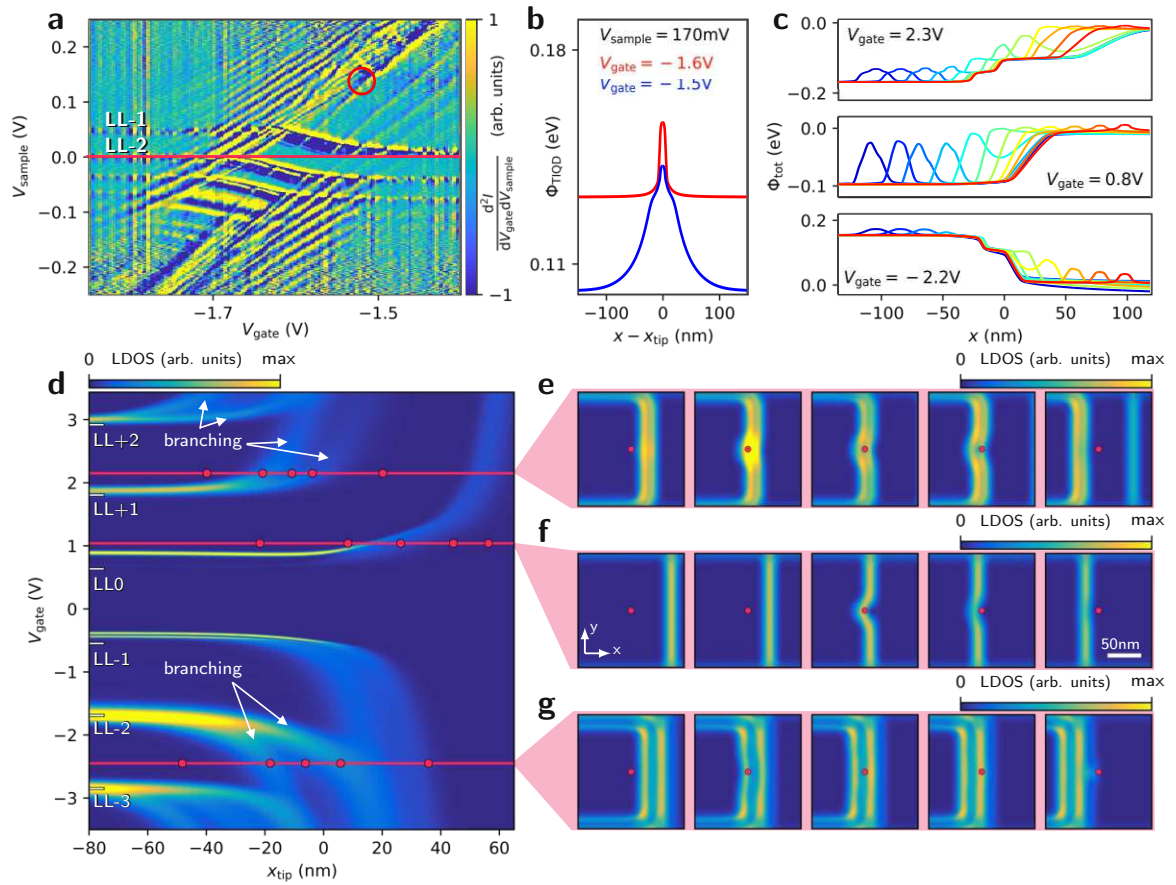 a
0.2
0.1
0.0
−0.1
−0.2
V_sample (V)
LL-1
LL-2
−1.7
−1.5
V_gate (V)
1
(arb. units)
d²I
dV_gate dV_sample
−1
b
V_sample = 170mV
V_gate = −1.6V
V_gate = −1.5V
0.18
0.11
Φ_TIQD (eV)
−100
0
100
x − x_tip (nm)
c
V_gate = 2.3V
0.0
−0.2
V_gate = 0.8V
0.0
−0.1
Φ_tot (eV)
V_gate = −2.2V
0.2
0.0
−100
−50
0
50
100
x (nm)
0 LDOS (arb. units) max
d
3
2
1
0
−1
−2
−3
V_gate (V)
LL+2
branching
LL+1
LL0
LL-1
branching
LL-2
LL-3
−80
−60
−40
−20
0
20
40
60
x_tip (nm)
0 LDOS (arb. units) max
e
0 LDOS (arb. units) max
f
y
x
50nm
0 LDOS (arb. units) max
g